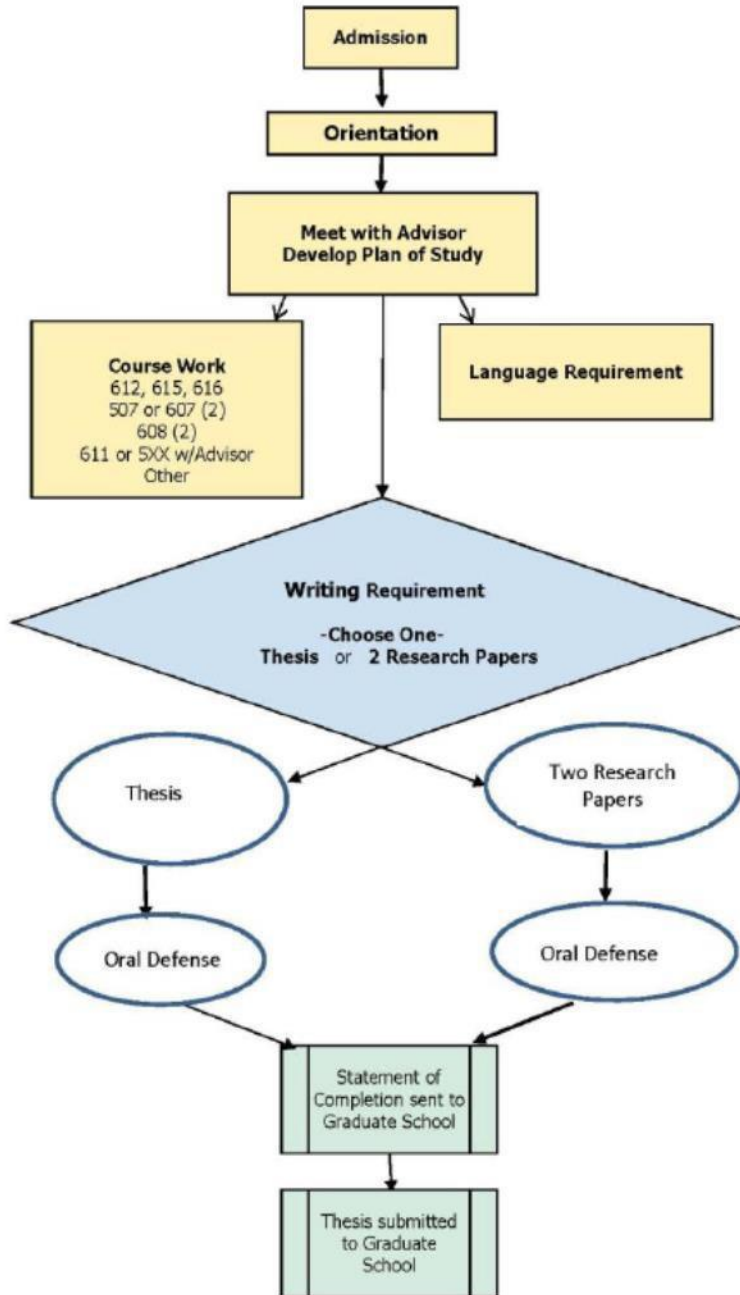 Admission
Orientation
Meet with Advisor
Develop Plan of Study
Course Work
612, 615, 616
507 or 607 (2)
608 (2)
611 or 5XX w/Advisor
Other
Language Requirement
Writing Requirement
-Choose One-
Thesis or 2 Research Papers
Thesis
Two Research
Papers
Oral Defense
Oral Defense
Statement of
Completion sent to
Graduate School
Thesis submitted
to Graduate
School